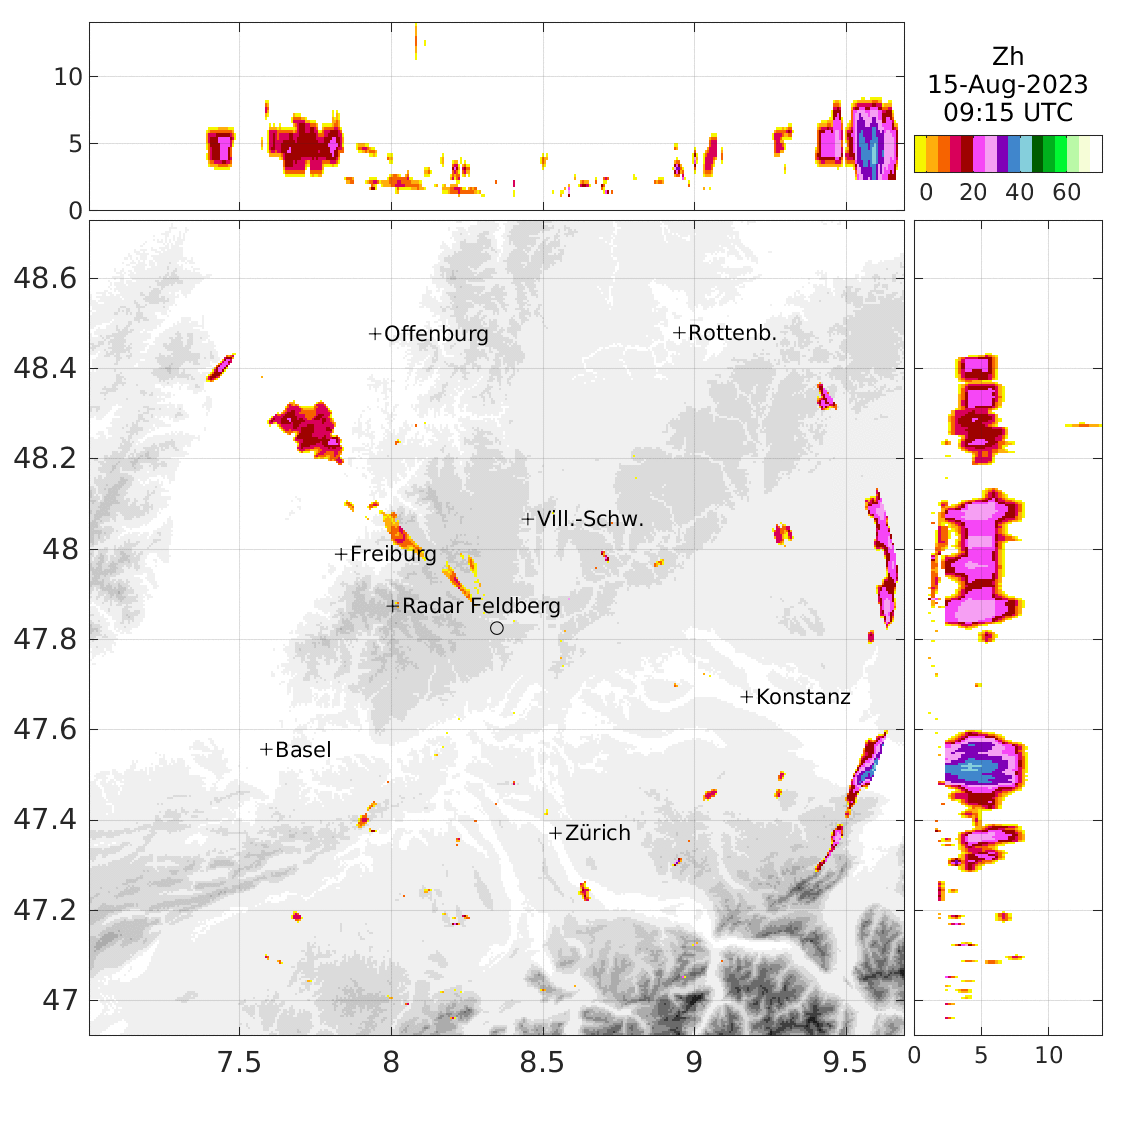 Zh
15-Aug-2023
09:15 UTC
0 20 40 60
10
5
0
48.6
48.4
48.2
48
47.8
47.6
47.4
47.2
47
Offenburg
Rottenb.
Vill.-Schw.
Freiburg
Radar Feldberg
Konstanz
Basel
Zürich
7.5 8 8.5 9 9.5
0 5 10